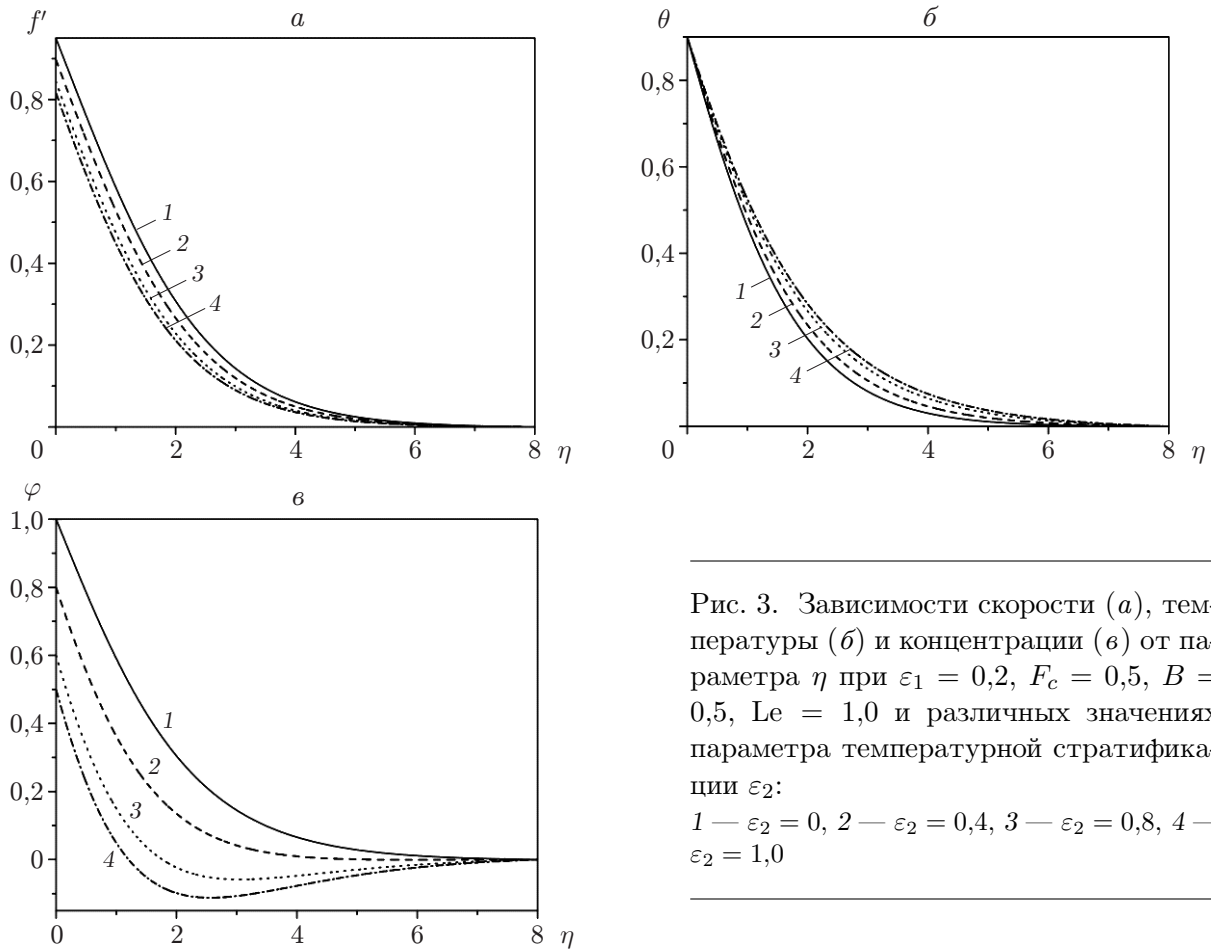 f′
а
0,8
0,6
0,4
0,2
0
2
4
6
8
η
1
2
3
4
θ
б
0,8
0,6
0,4
0,2
0
2
4
6
8
η
1
2
3
4
φ
в
1,0
0,8
0,6
0,4
0,2
0
0
2
4
6
8
η
1
2
3
4
Рис. 3. Зависимости скорости (а), тем-
пературы (б) и концентрации (в) от па-
раметра η при ε₁ = 0,2, F_c = 0,5, B =
0,5, Le = 1,0 и различных значениях
параметра температурной стратифика-
ции ε₂:
1 — ε₂ = 0, 2 — ε₂ = 0,4, 3 — ε₂ = 0,8, 4 —
ε₂ = 1,0